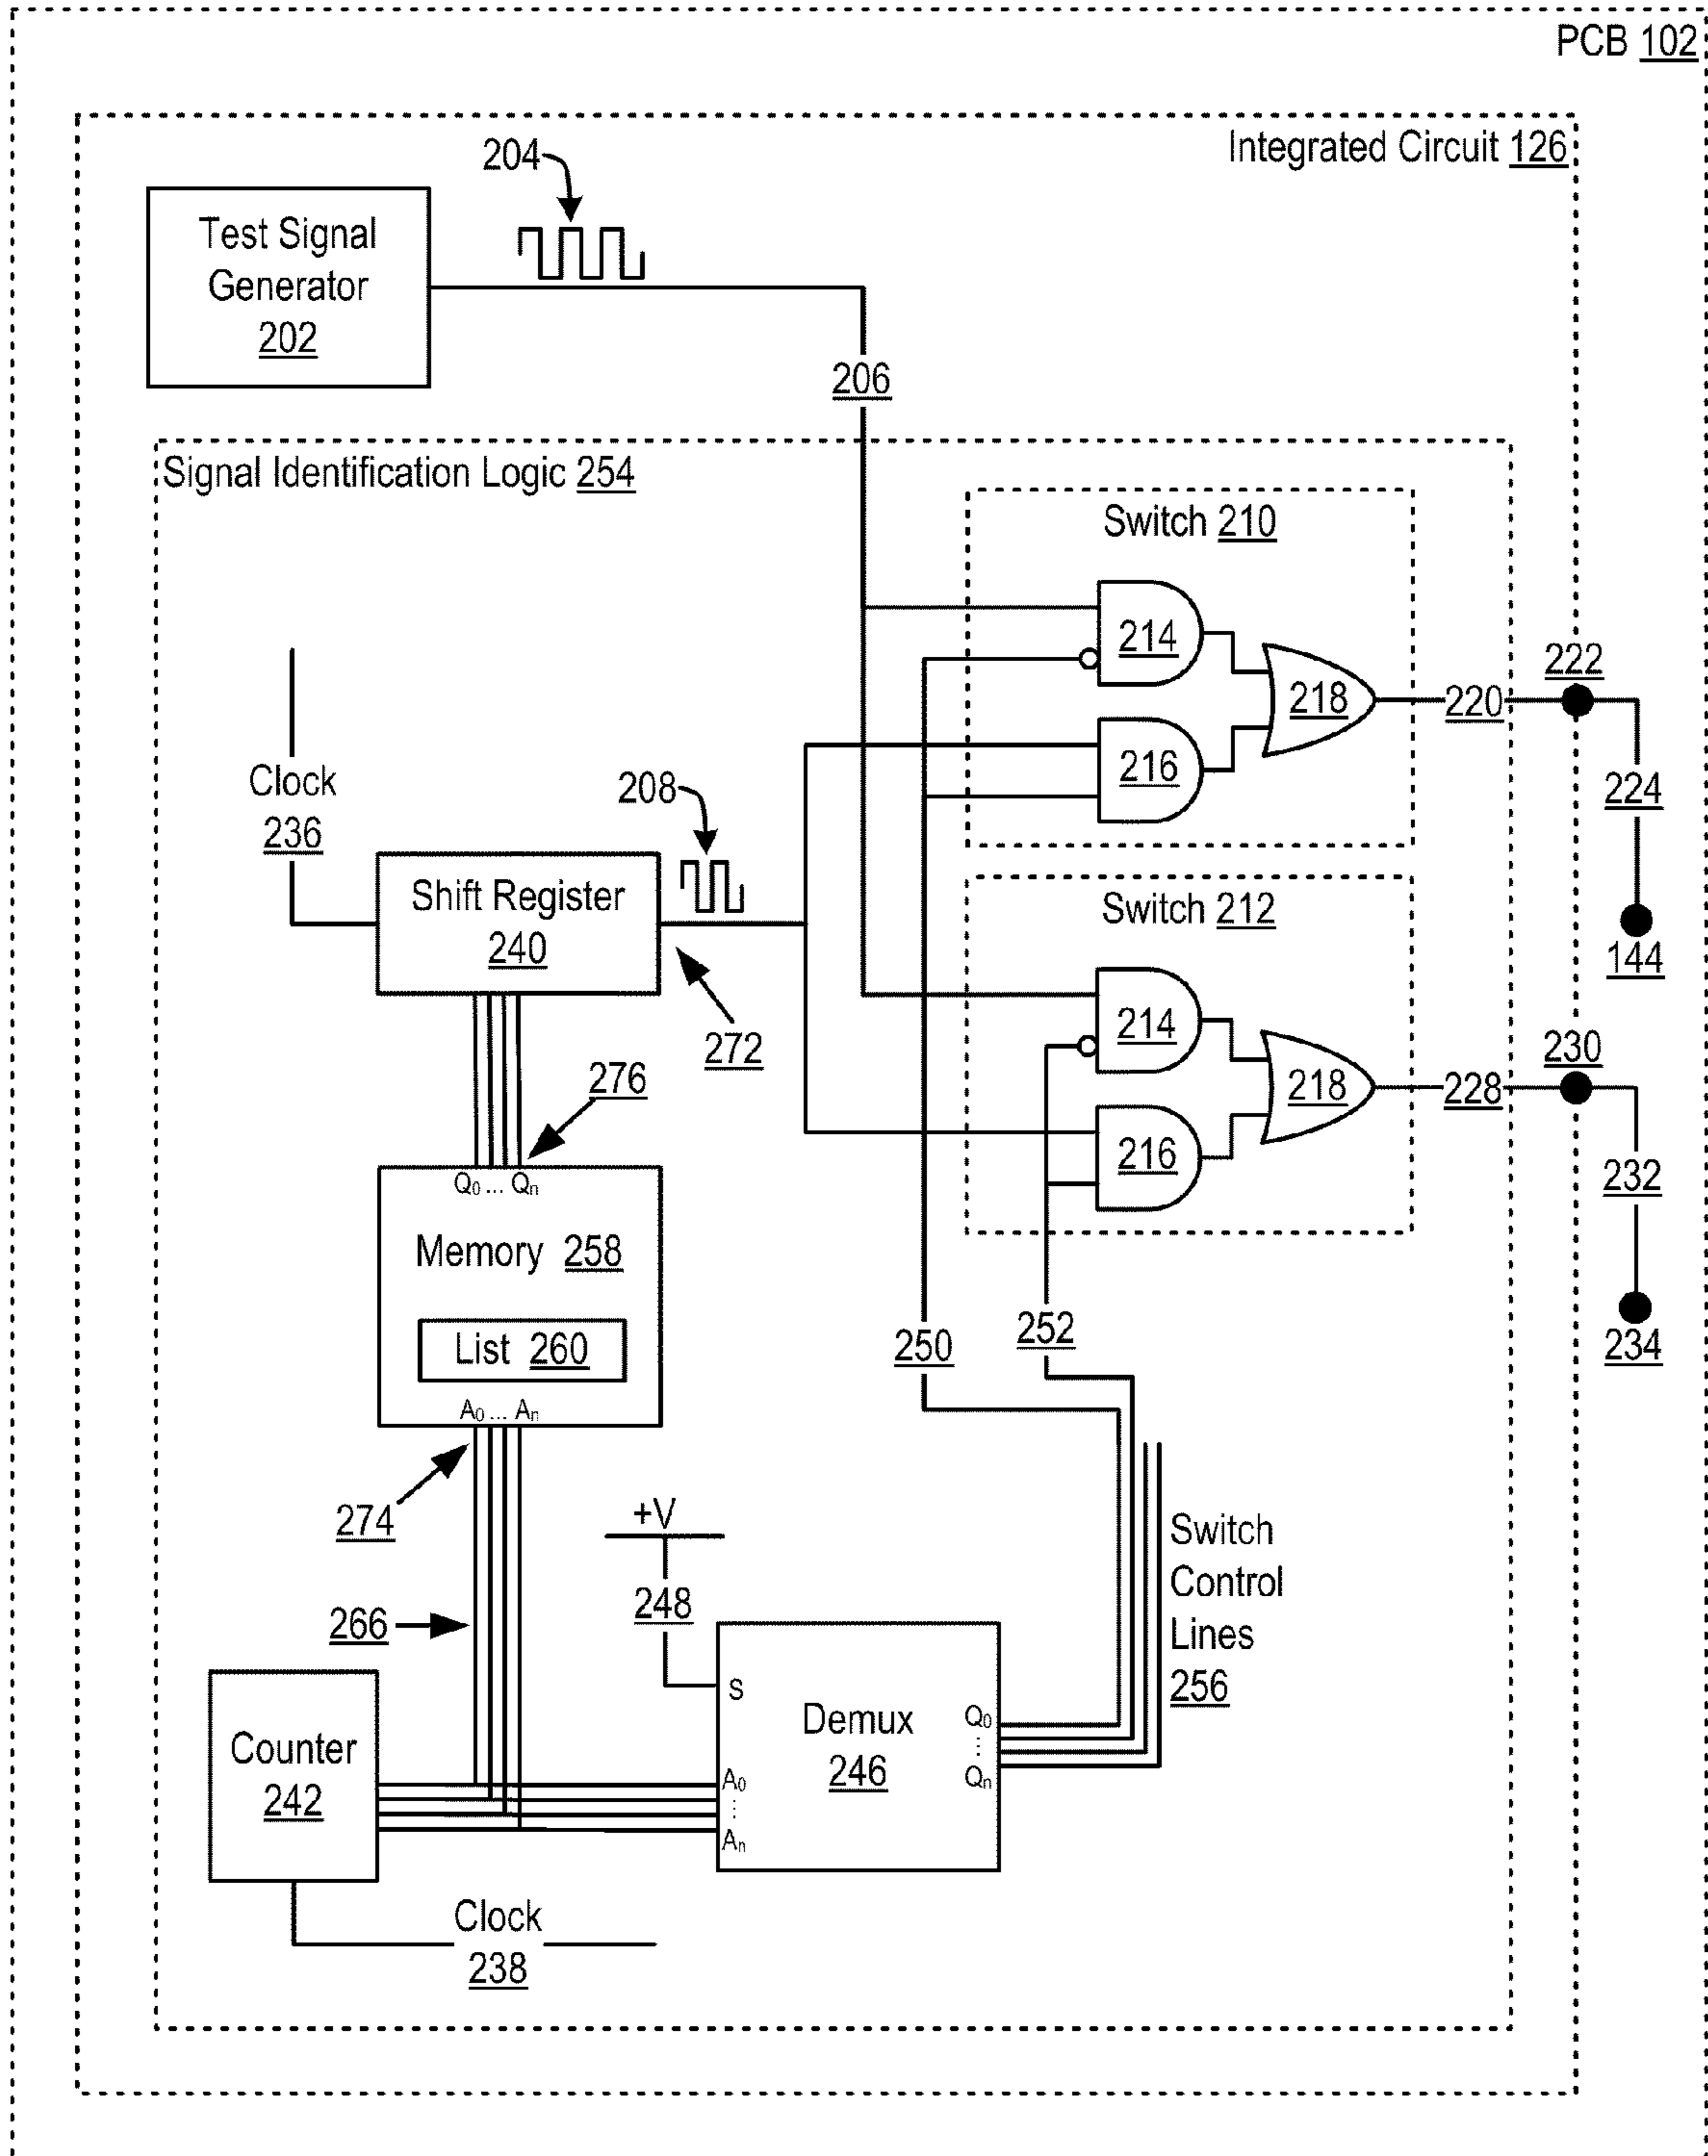 PCB 102
Integrated Circuit 126
204
Test Signal
Generator
202
206
Signal Identification Logic 254
Switch 210
214
216
218
220
222
224
144
Clock
236
208
Shift Register
240
272
Switch 212
214
216
218
228
230
232
234
276
Q0 ... Qn
Memory 258
List 260
A0 ... An
274
250
252
+V
248
266
Switch
Control
Lines
256
S
Demux
246
Q0
⋮
Qn
A0
⋮
An
Counter
242
Clock
238